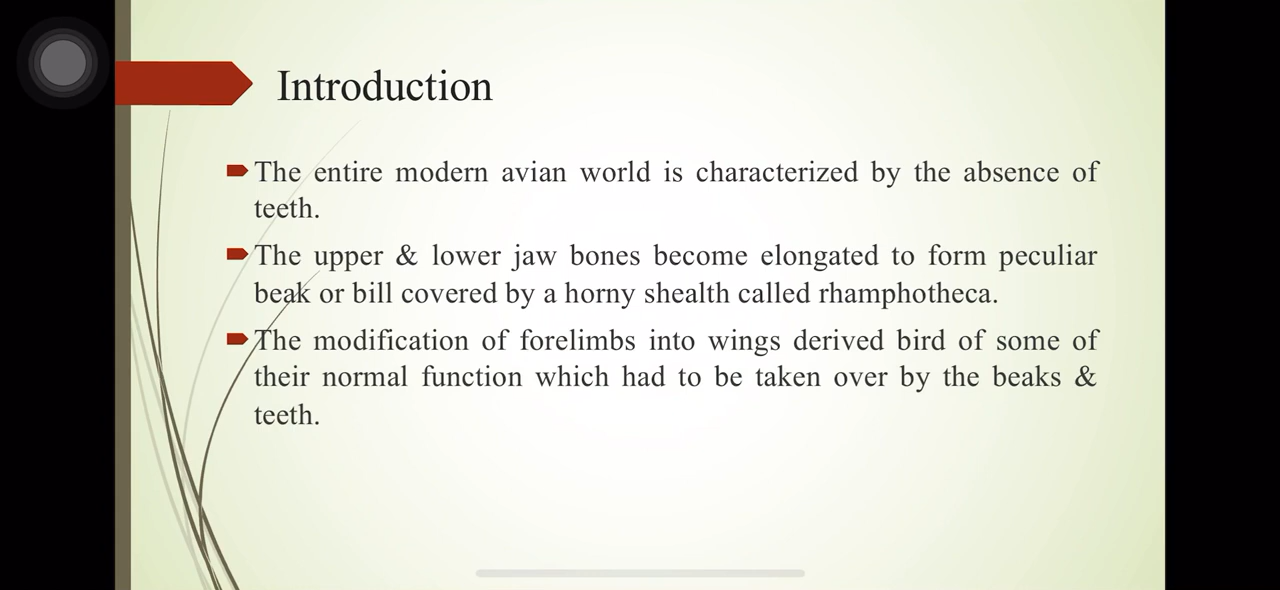 Introduction
The entire modern avian world is characterized by the absence of
teeth.
The upper & lower jaw bones become elongated to form peculiar
beak or bill covered by a horny shealth called rhamphotheca.
The modification of forelimbs into wings derived bird of some of
their normal function which had to be taken over by the beaks &
teeth.